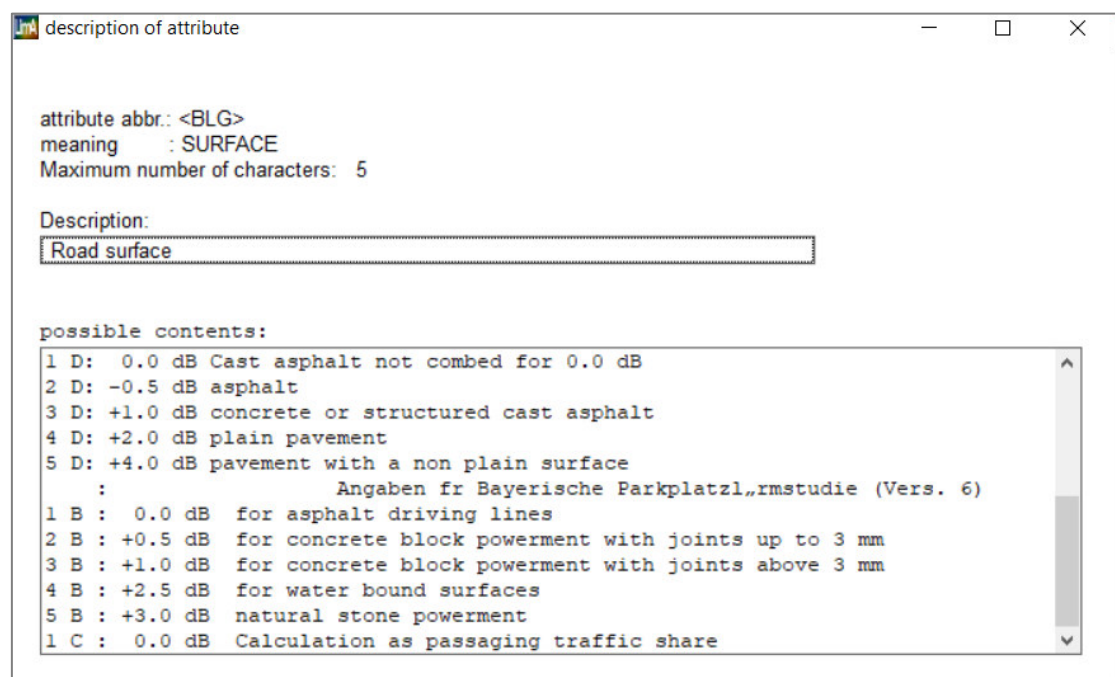 description of attribute
attribute abbr.: <BLG>
meaning : SURFACE
Maximum number of characters: 5
Description:
Road surface
possible contents:
1 D: 0.0 dB Cast asphalt not combed for 0.0 dB
2 D: -0.5 dB asphalt
3 D: +1.0 dB concrete or structured cast asphalt
4 D: +2.0 dB plain pavement
5 D: +4.0 dB pavement with a non plain surface
: Angaben fr Bayerische Parkplatzl„rmstudie (Vers. 6)
1 B : 0.0 dB for asphalt driving lines
2 B : +0.5 dB for concrete block powerment with joints up to 3 mm
3 B : +1.0 dB for concrete block powerment with joints above 3 mm
4 B : +2.5 dB for water bound surfaces
5 B : +3.0 dB natural stone powerment
1 C : 0.0 dB Calculation as passaging traffic share